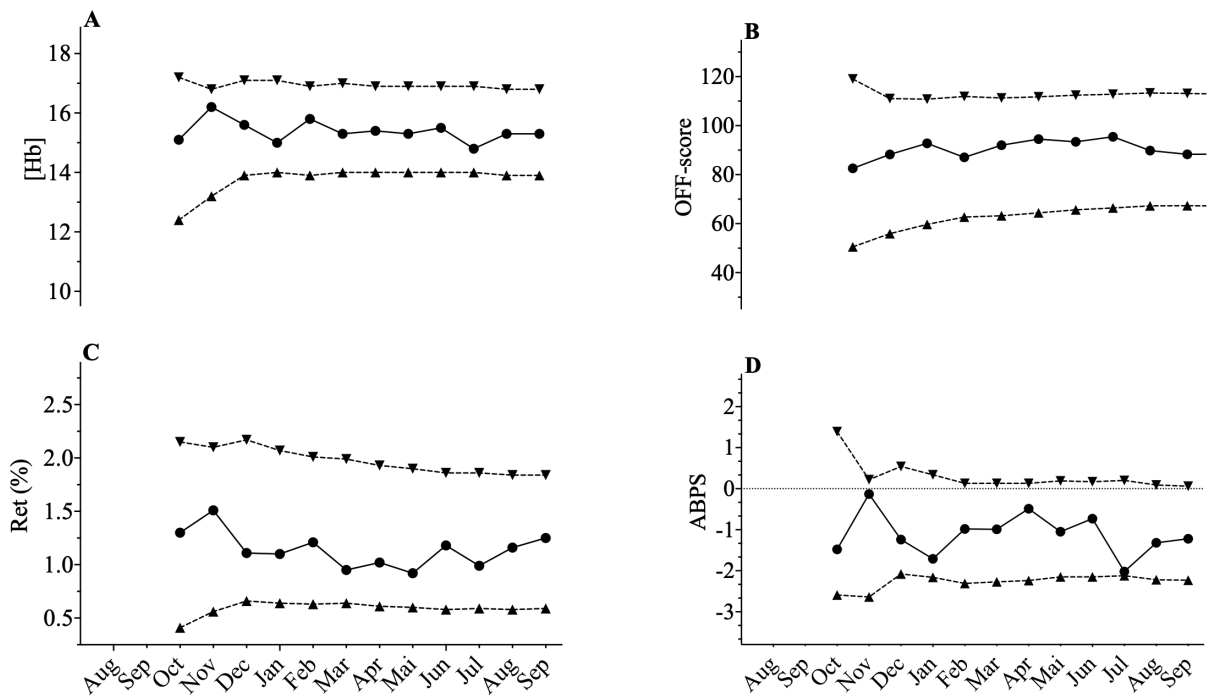 A
18
16
14
12
10
[Hb]
B
120
100
80
60
40
OFF-score
C
2.5
2.0
1.5
1.0
0.5
Ret (%)
Aug Sep Oct Nov Dec Jan Feb Mar Apr Mai Jun Jul Aug Sep
D
2
1
0
-1
-2
-3
ABPS
Aug Sep Oct Nov Dec Jan Feb Mar Apr Mai Jun Jul Aug Sep